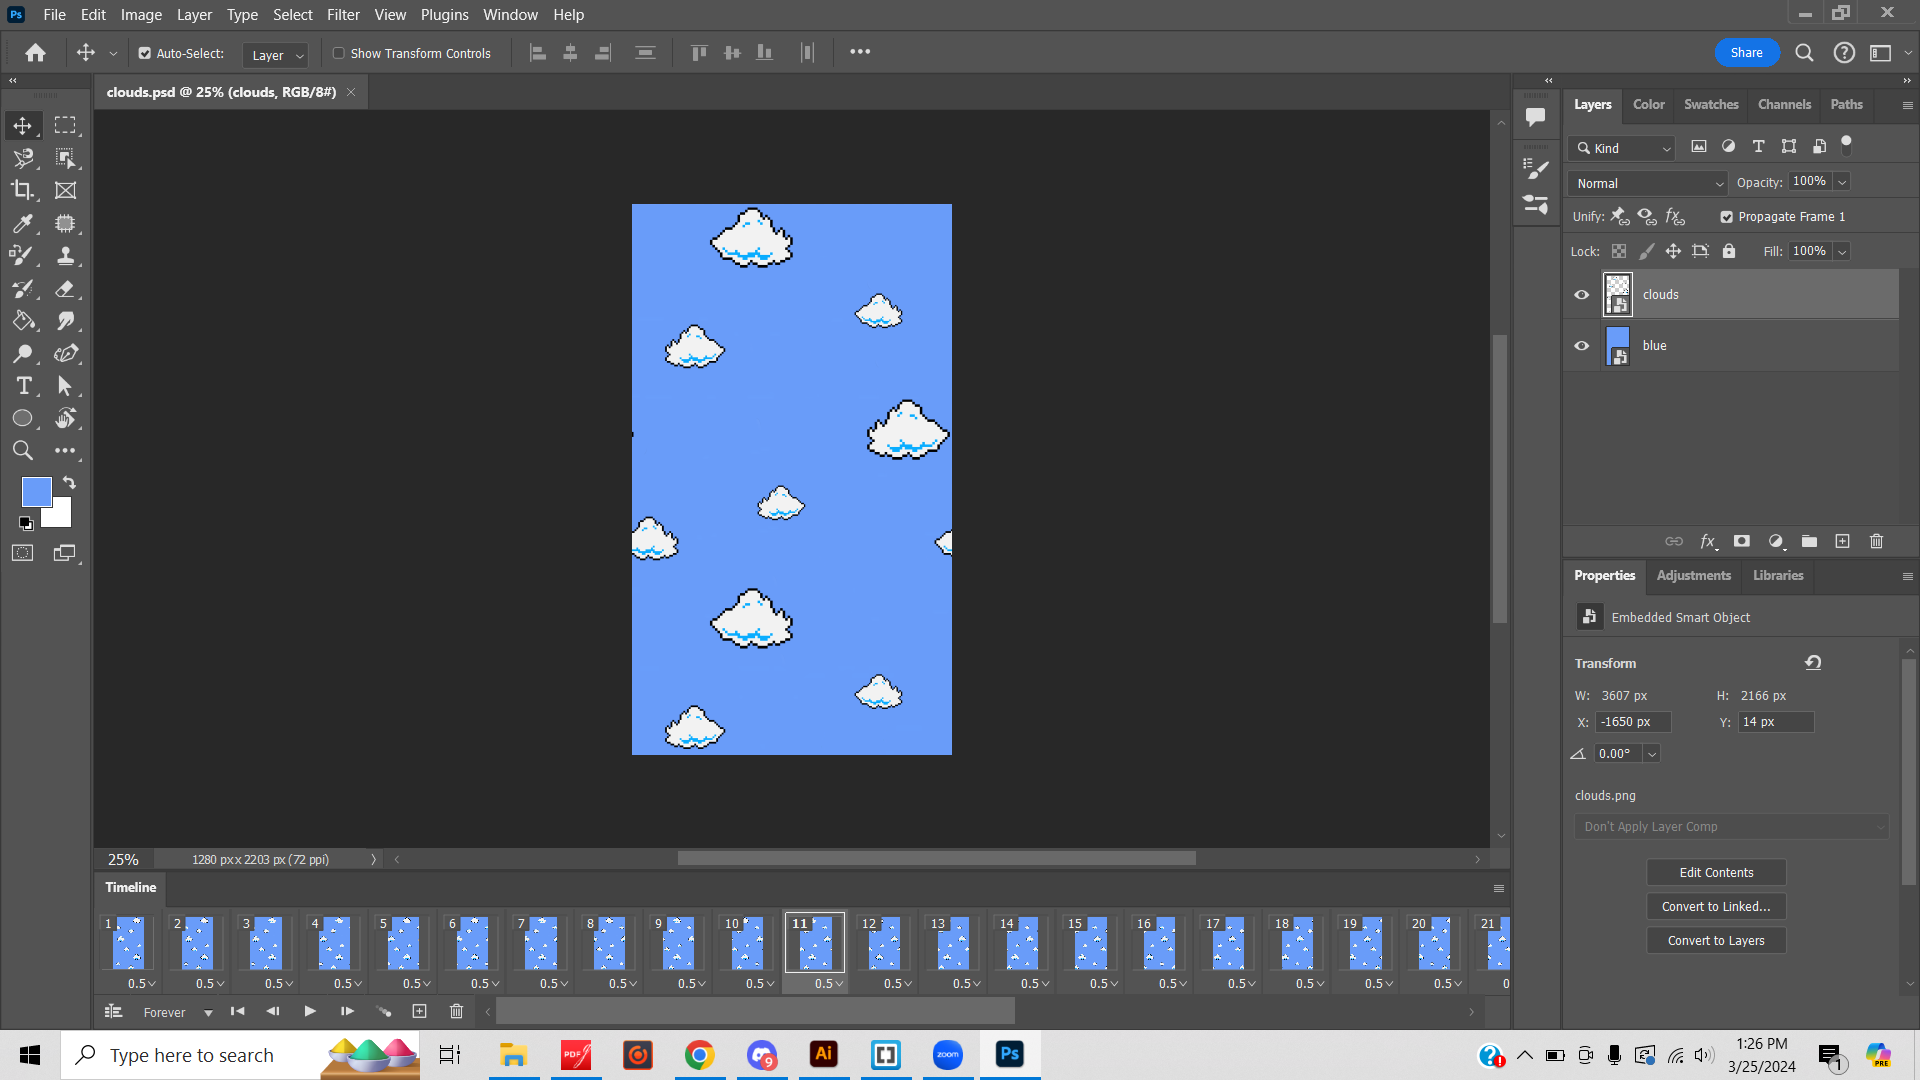 Ps File Edit Image Layer Type Select Filter View Plugins Window Help
Auto-Select: Layer Show Transform Controls Share
clouds.psd @ 25% (clouds, RGB/8#)
Layers Color Swatches Channels Paths
Kind
Normal Opacity: 100%
Unify: Propagate Frame 1
Lock: Fill: 100%
clouds
blue
fx
Properties Adjustments Libraries
Embedded Smart Object
Transform
W: 3607 px H: 2166 px
X: -1650 px Y: 14 px
0.00°
clouds.png
Don't Apply Layer Comp
Edit Contents
Convert to Linked...
Convert to Layers
25% 1280 px x 2203 px (72 ppi)
Timeline
1 2 3 4 5 6 7 8 9 10 11 12 13 14 15 16 17 18 19 20 21
0.5 0.5 0.5 0.5 0.5 0.5 0.5 0.5 0.5 0.5 0.5 0.5 0.5 0.5 0.5 0.5 0.5 0.5 0.5 0.5
Forever
Type here to search PDF 9 Ai zoom Ps 1:26 PM
3/25/2024 1 PRE